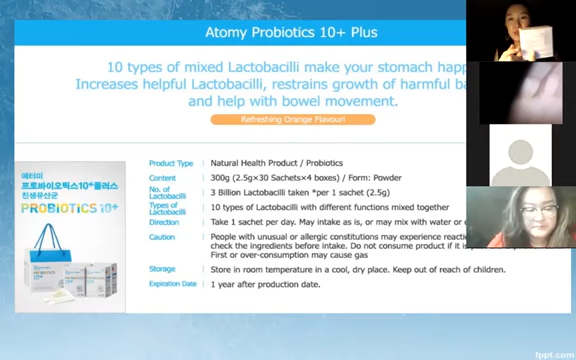 Atomy Probiotics 10+ Plus
10 types of mixed Lactobacilli make your stomach happ
Increases helpful Lactobacilli, restrains growth of harmful ba
and help with bowel movement.
Refreshing Orange Flavour!
애터미
프로바이오틱스10+플러스
친생유산균
PROBIOTICS 10+
Product Type Natural Health Product / Probiotics
Content 300g (2.5g×30 Sachets×4 boxes) / Form: Powder
No. of Lactobacilli 3 Billion Lactobacilli taken *per 1 sachet (2.5g)
Types of Lactobacilli 10 types of Lactobacilli with different functions mixed together
Direction Take 1 sachet per day. May intake as is, or may mix with water or
Caution People with unusual or allergic constitutions may experience reacti
check the ingredients before intake. Do not consume product if it is
First or over-consumption may cause gas
Storage Store in room temperature in a cool, dry place. Keep out of reach of children.
Expiration Date 1 year after production date.
fppt.com